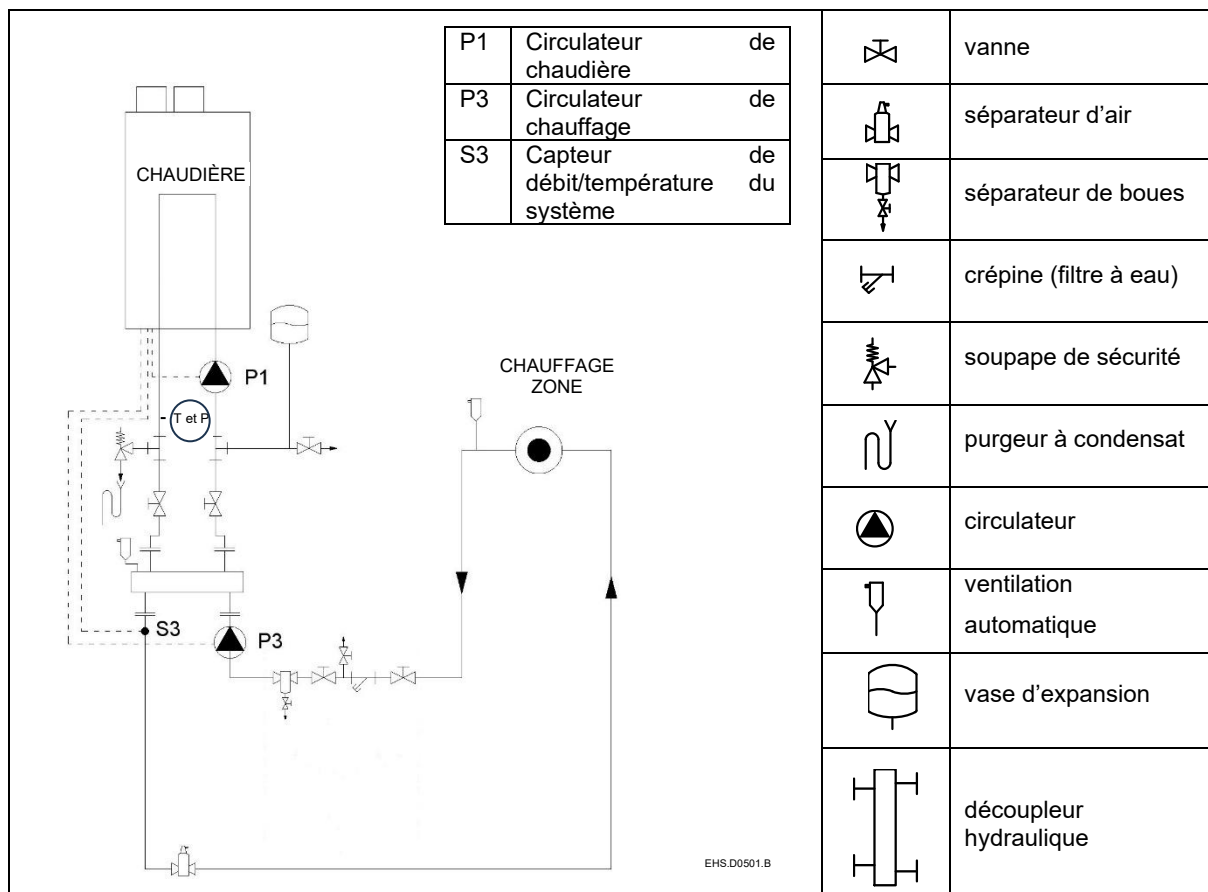 P1 Circulateur de
chaudière
P3 Circulateur de
chauffage
S3 Capteur de
débit/température du
système
CHAUDIÈRE
P1
T et P
CHAUFFAGE
ZONE
S3
P3
EHS.D0501.B
vanne
séparateur d’air
séparateur de boues
crépine (filtre à eau)
soupape de sécurité
purgeur à condensat
circulateur
ventilation
automatique
vase d’expansion
découpleur
hydraulique